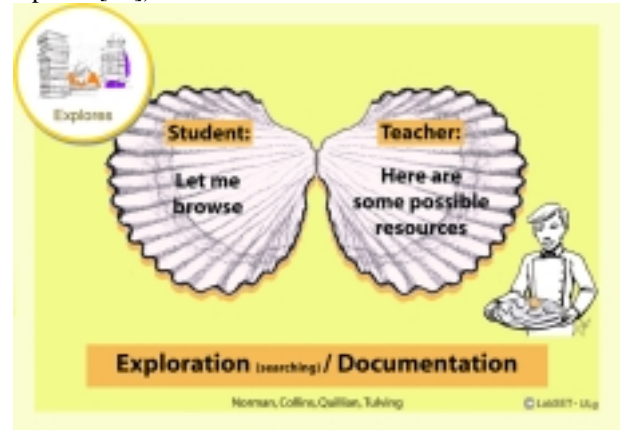 Explores
Student:
Let me
browse
Teacher:
Here are
some possible
resources
Exploration (searching) / Documentation
Norman, Collins, Quillian, Tulving
© LabSET - ULg